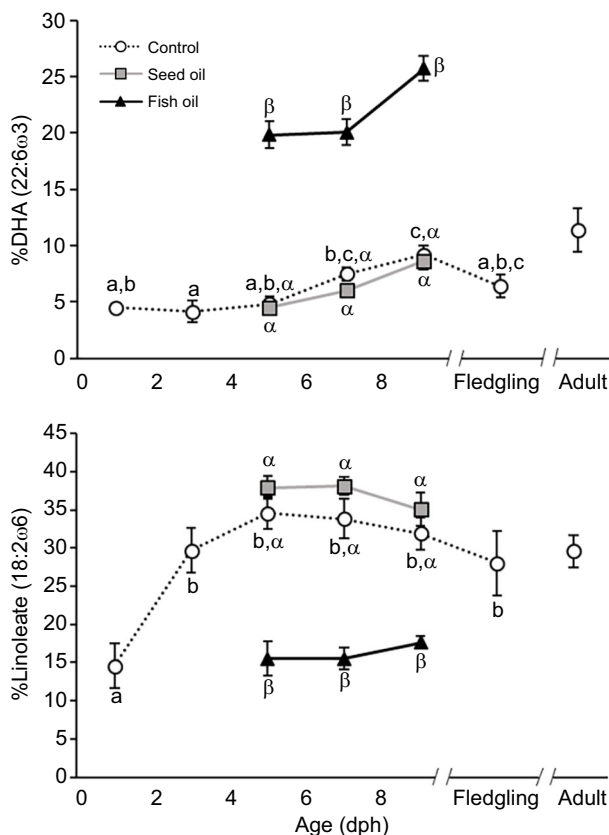 30
25
20
15
10
5
0
%DHA (22:6ω3)
Control
Seed oil
Fish oil
β
β
β
a,b
a
a,b,α
b,c,α
c,α
a,b,c
α
α
α
0 2 4 6 8 Fledgling Adult
45
40
35
30
25
20
15
10
5
0
%Linoleate (18:2ω6)
α
α
α
b,α
b,α
b,α
b
b
a
β
β
β
0 2 4 6 8 Fledgling Adult
Age (dph)